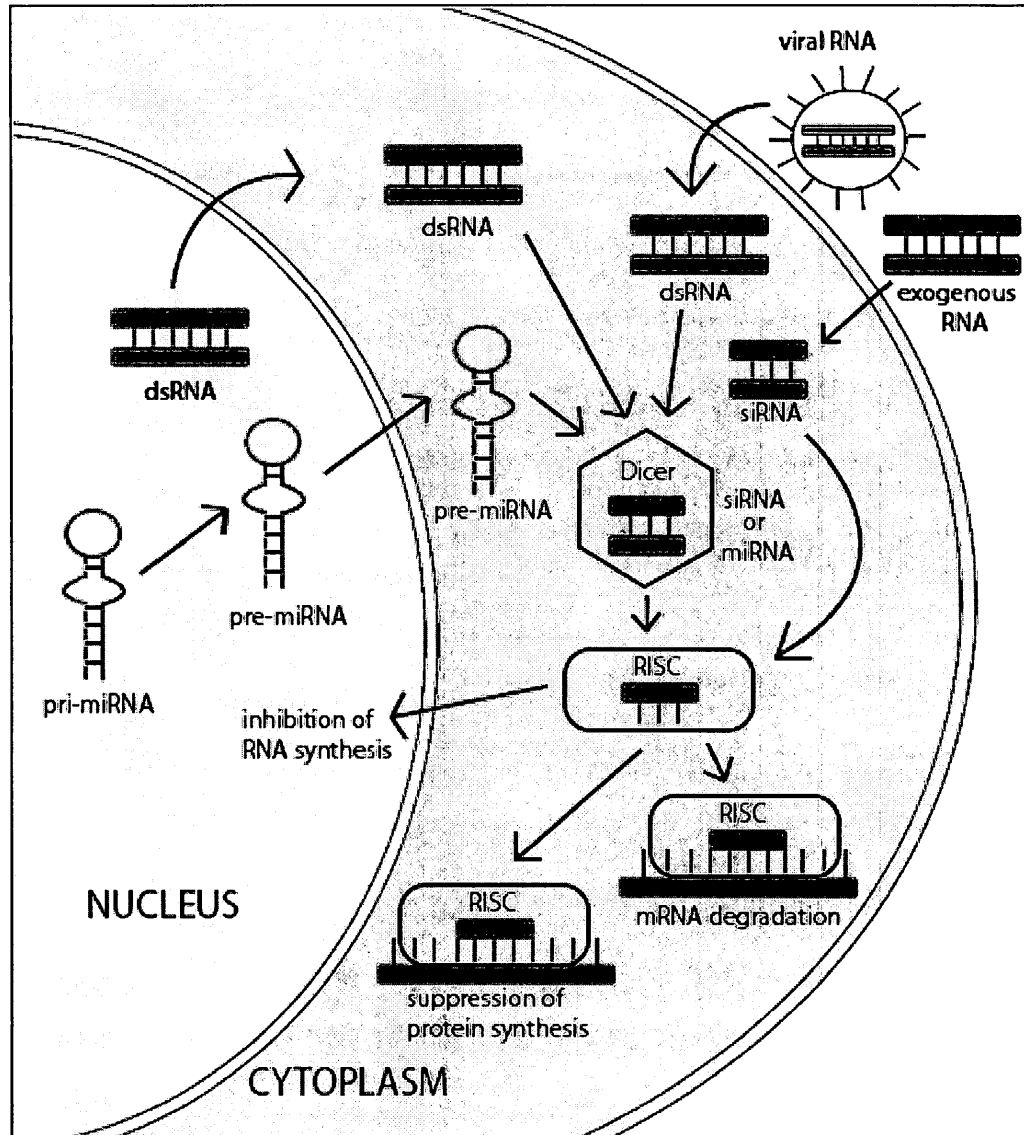 viral RNA
dsRNA
dsRNA
exogenous
RNA
dsRNA
siRNA
pre-miRNA
Dicer
siRNA
or
miRNA
pre-miRNA
pri-miRNA
RISC
inhibition of
RNA synthesis
RISC
mRNA degradation
NUCLEUS
RISC
suppression of
protein synthesis
CYTOPLASM